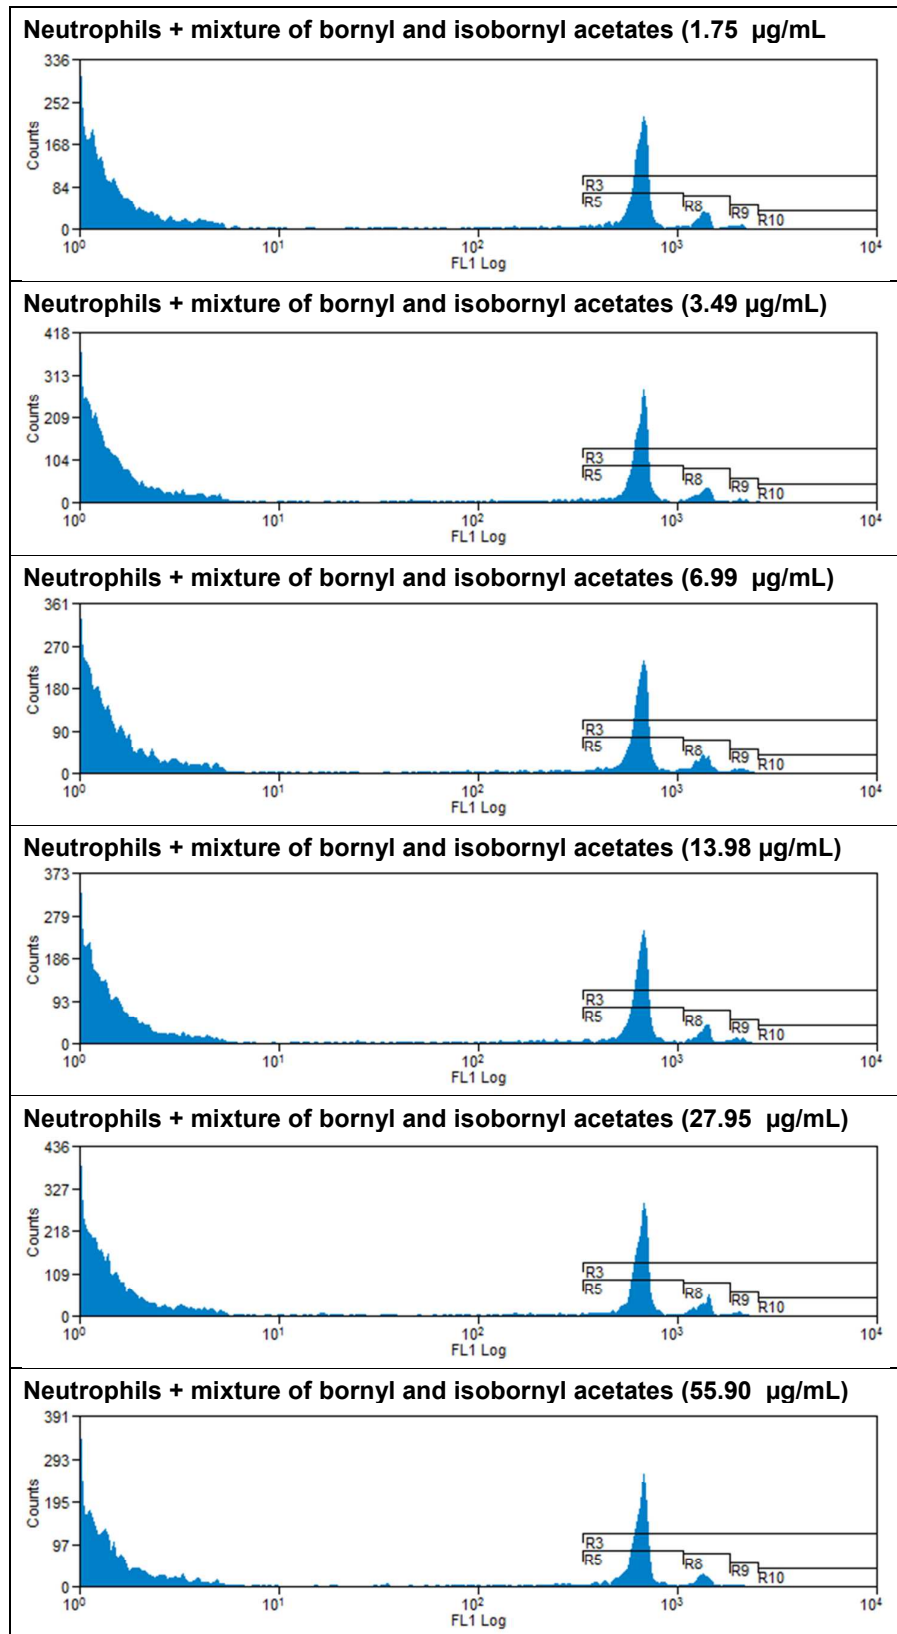 Neutrophils + mixture of bornyl and isobornyl acetates (1.75 µg/mL
336
252
168
84
0
Counts
R3
R5
R8
R9
R10
10⁰ 10¹ 10² 10³ 10⁴
FL1 Log
Neutrophils + mixture of bornyl and isobornyl acetates (3.49 µg/mL)
418
313
209
104
0
Counts
R3
R5
R8
R9
R10
10⁰ 10¹ 10² 10³ 10⁴
FL1 Log
Neutrophils + mixture of bornyl and isobornyl acetates (6.99 µg/mL)
361
270
180
90
0
Counts
R3
R5
R8
R9
R10
10⁰ 10¹ 10² 10³ 10⁴
FL1 Log
Neutrophils + mixture of bornyl and isobornyl acetates (13.98 µg/mL)
373
279
186
93
0
Counts
R3
R5
R8
R9
R10
10⁰ 10¹ 10² 10³ 10⁴
FL1 Log
Neutrophils + mixture of bornyl and isobornyl acetates (27.95 µg/mL)
436
327
218
109
0
Counts
R3
R5
R8
R9
R10
10⁰ 10¹ 10² 10³ 10⁴
FL1 Log
Neutrophils + mixture of bornyl and isobornyl acetates (55.90 µg/mL)
391
293
195
97
0
Counts
R3
R5
R8
R9
R10
10⁰ 10¹ 10² 10³ 10⁴
FL1 Log